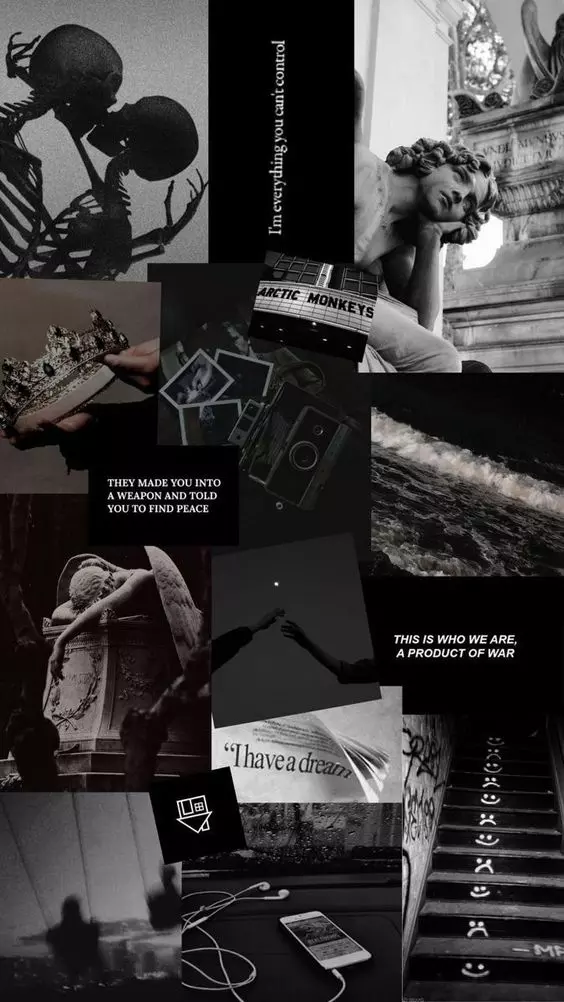 I'm everything you can't control
ARCTIC MONKEYS
THEY MADE YOU INTO
A WEAPON AND TOLD
YOU TO FIND PEACE
THIS IS WHO WE ARE,
A PRODUCT OF WAR
“I have a dream